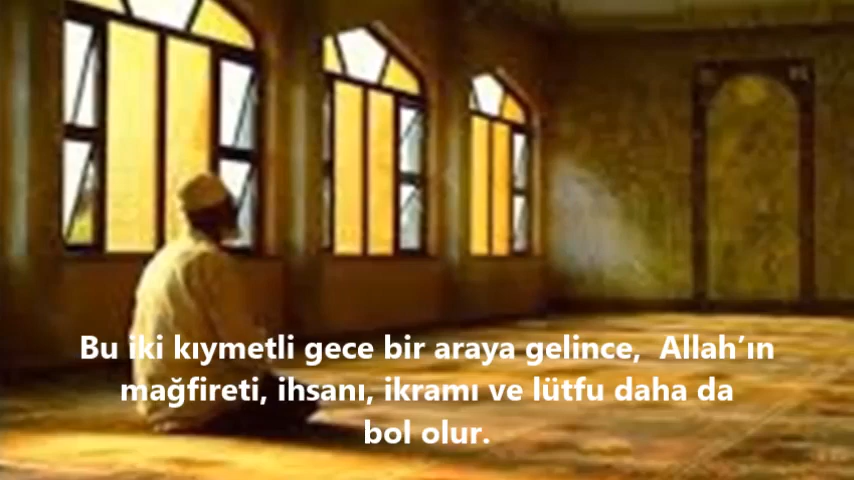 Bu iki kıymetli gece bir araya gelince, Allah’ın
mağfireti, ihsanı, ikramı ve lütfu daha da
bol olur.